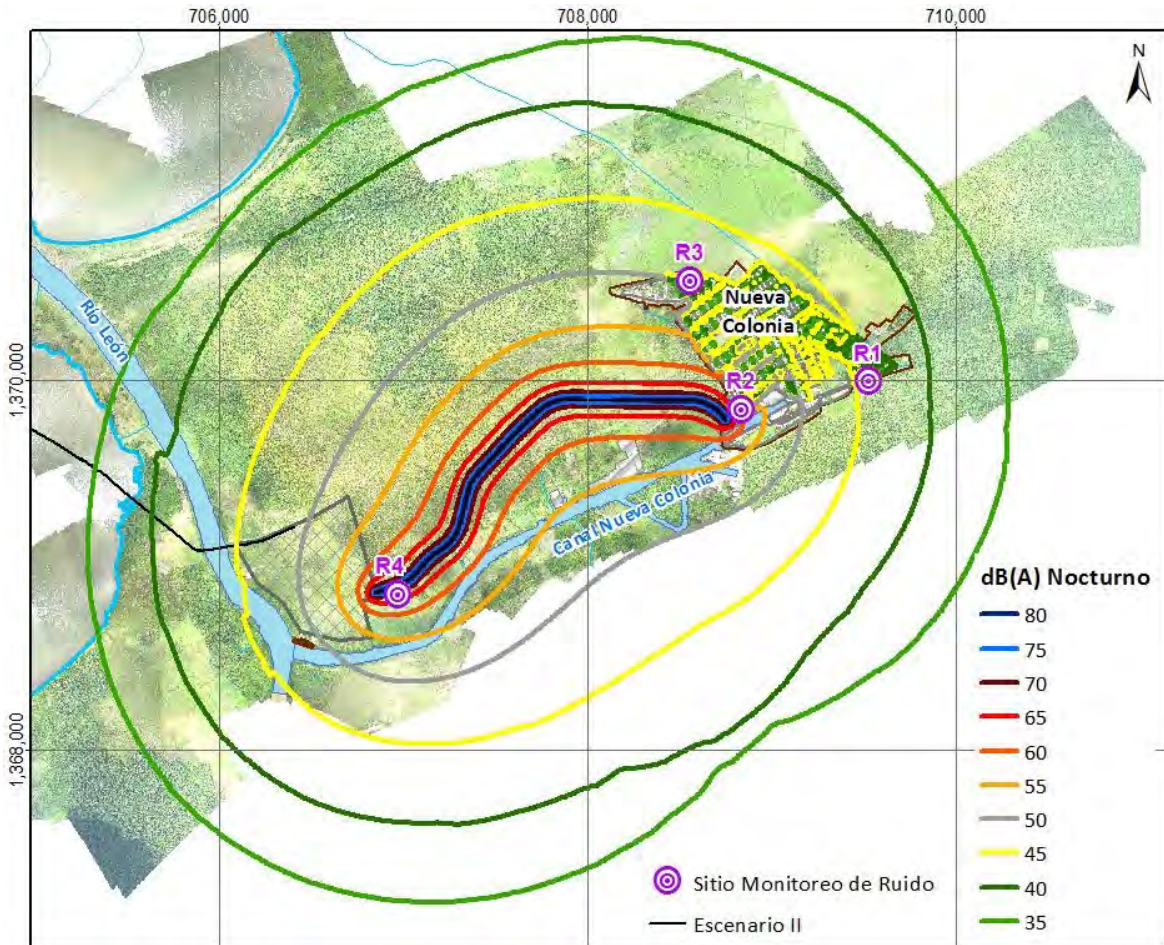 706,000
708,000
710,000
N
R3
Nueva
Colonia
R1
R2
Río León
1,370,000
Canal Nueva Colonia
R4
1,368,000
dB(A) Nocturno
80
75
70
65
60
55
50
45
40
35
Sitio Monitoreo de Ruido
Escenario II